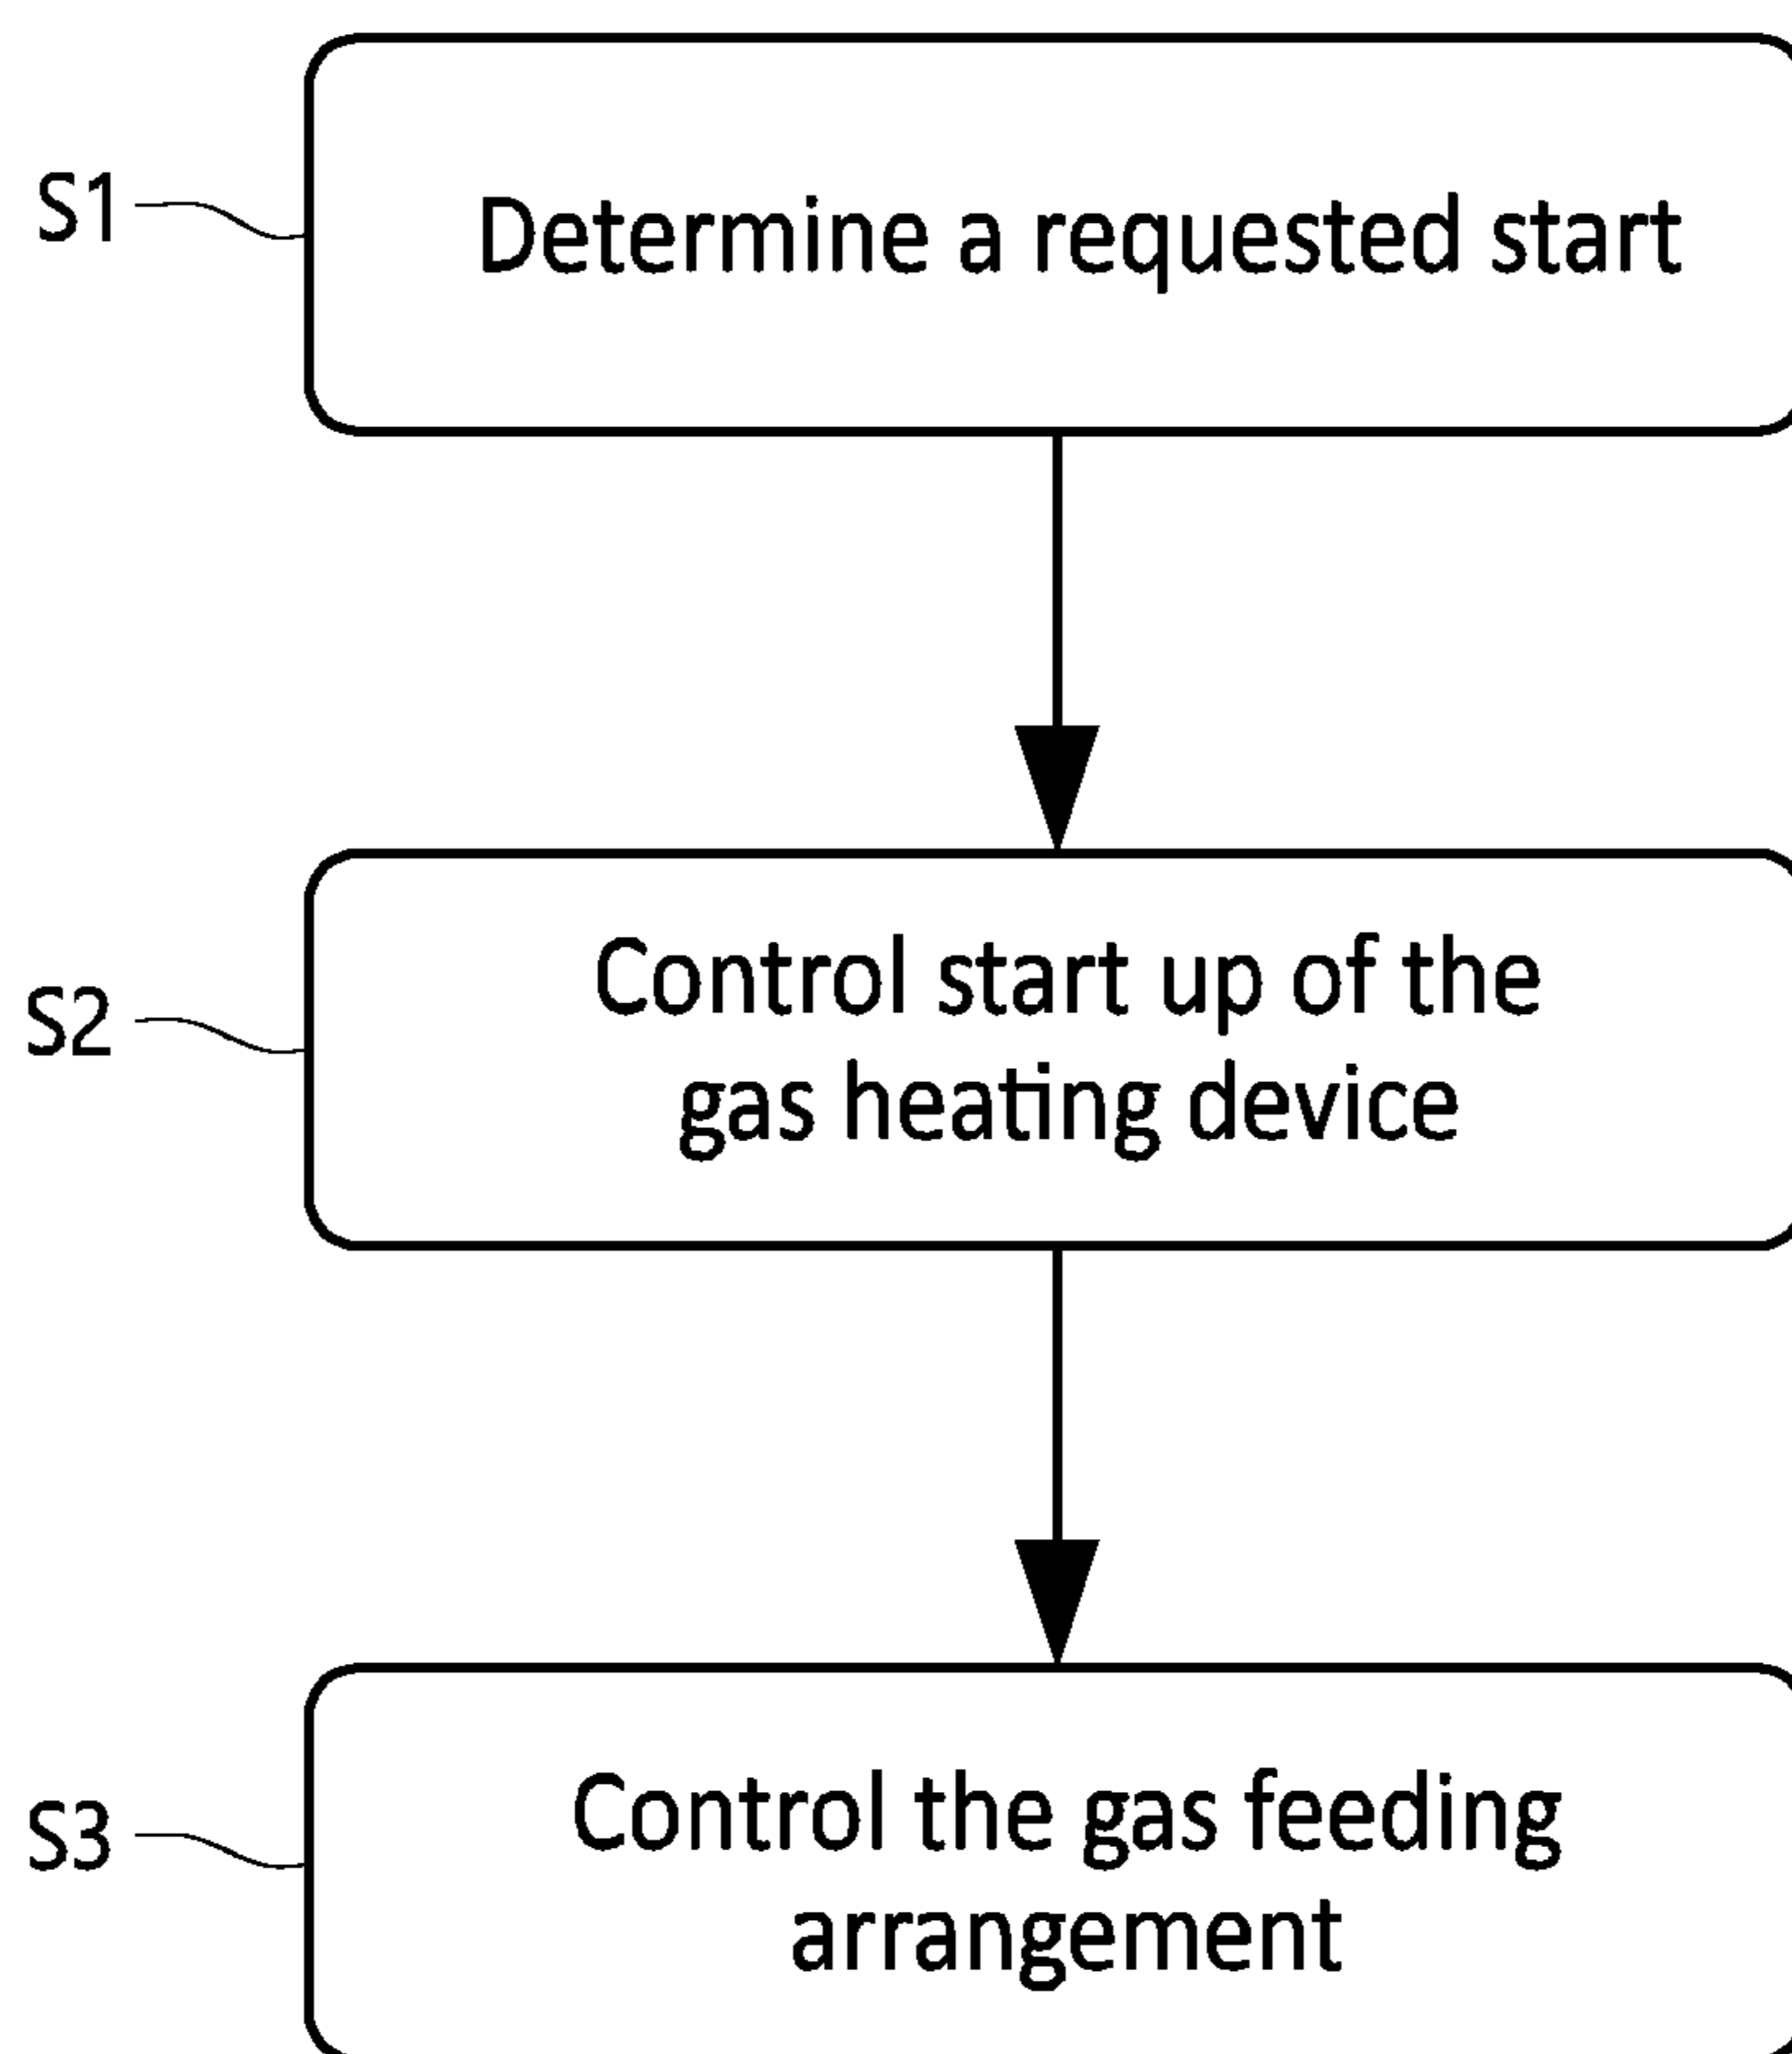 S1
Determine a requested start
S2
Control start up of the
gas heating device
S3
Control the gas feeding
arrangement